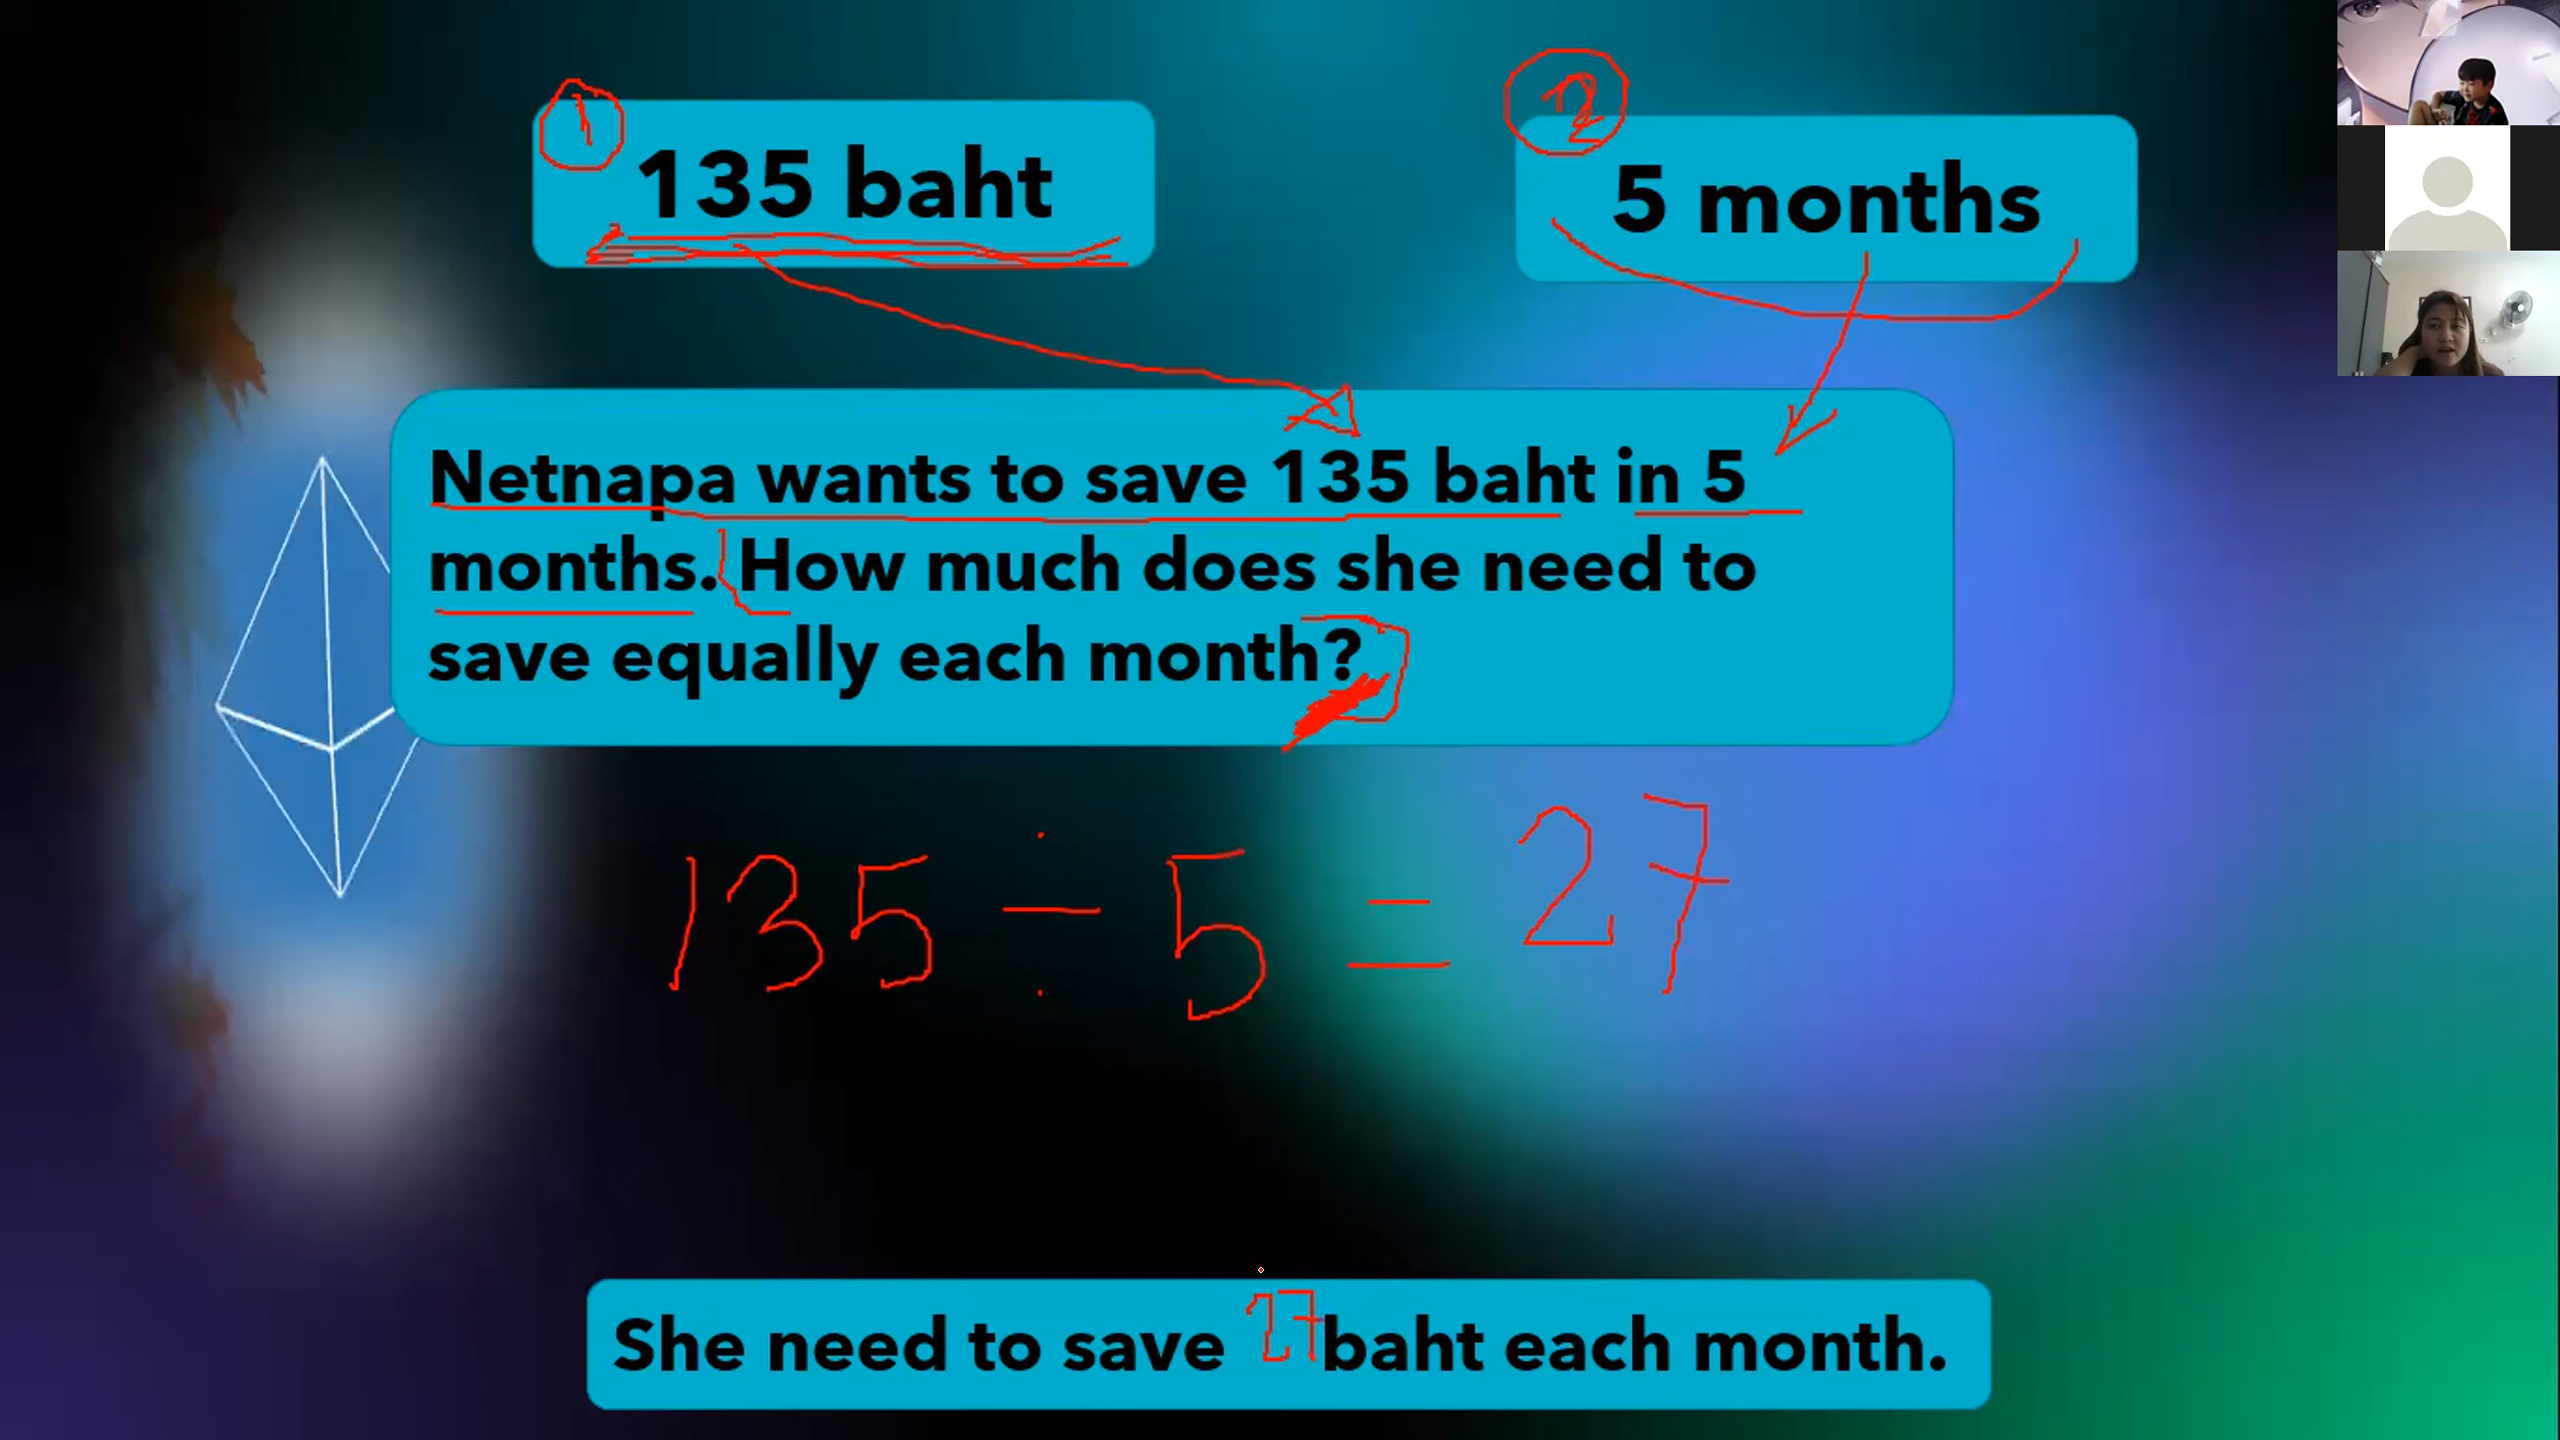 1
135 baht
2
5 months
Netnapa wants to save 135 baht in 5
months. How much does she need to
save equally each month?
135 ÷ 5 = 27
She need to save 27 baht each month.